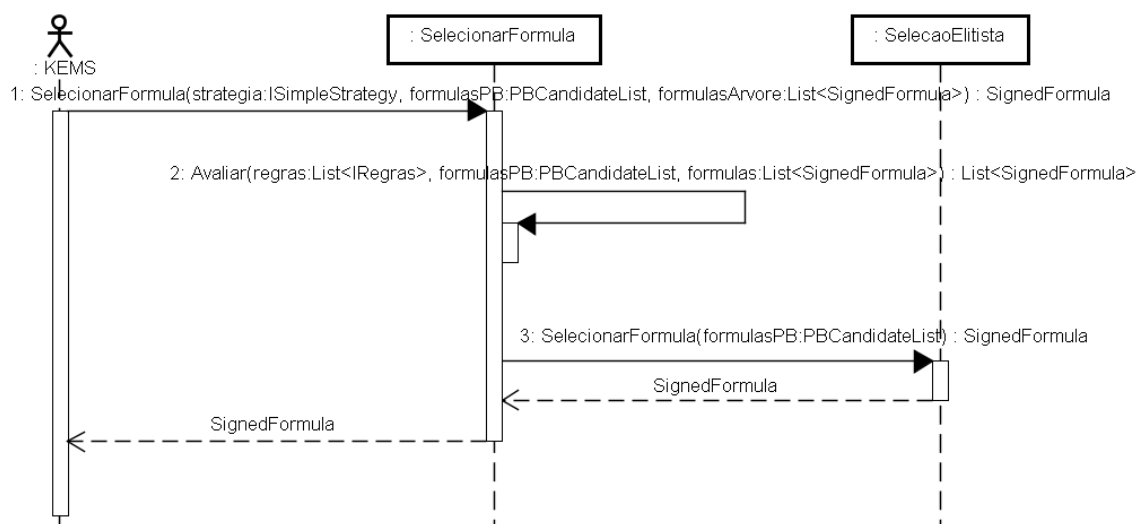 : SelecionarFormula
: SelecaoElitista
: KEMS
1: SelecionarFormula(strategia:ISimpleStrategy, formulasPB:PBCandidateList, formulasArvore:List<SignedFormula>) : SignedFormula
2: Avaliar(regras:List<IRegras>, formulasPB:PBCandidateList, formulas:List<SignedFormula>) : List<SignedFormula>
3: SelecionarFormula(formulasPB:PBCandidateList) : SignedFormula
SignedFormula
SignedFormula